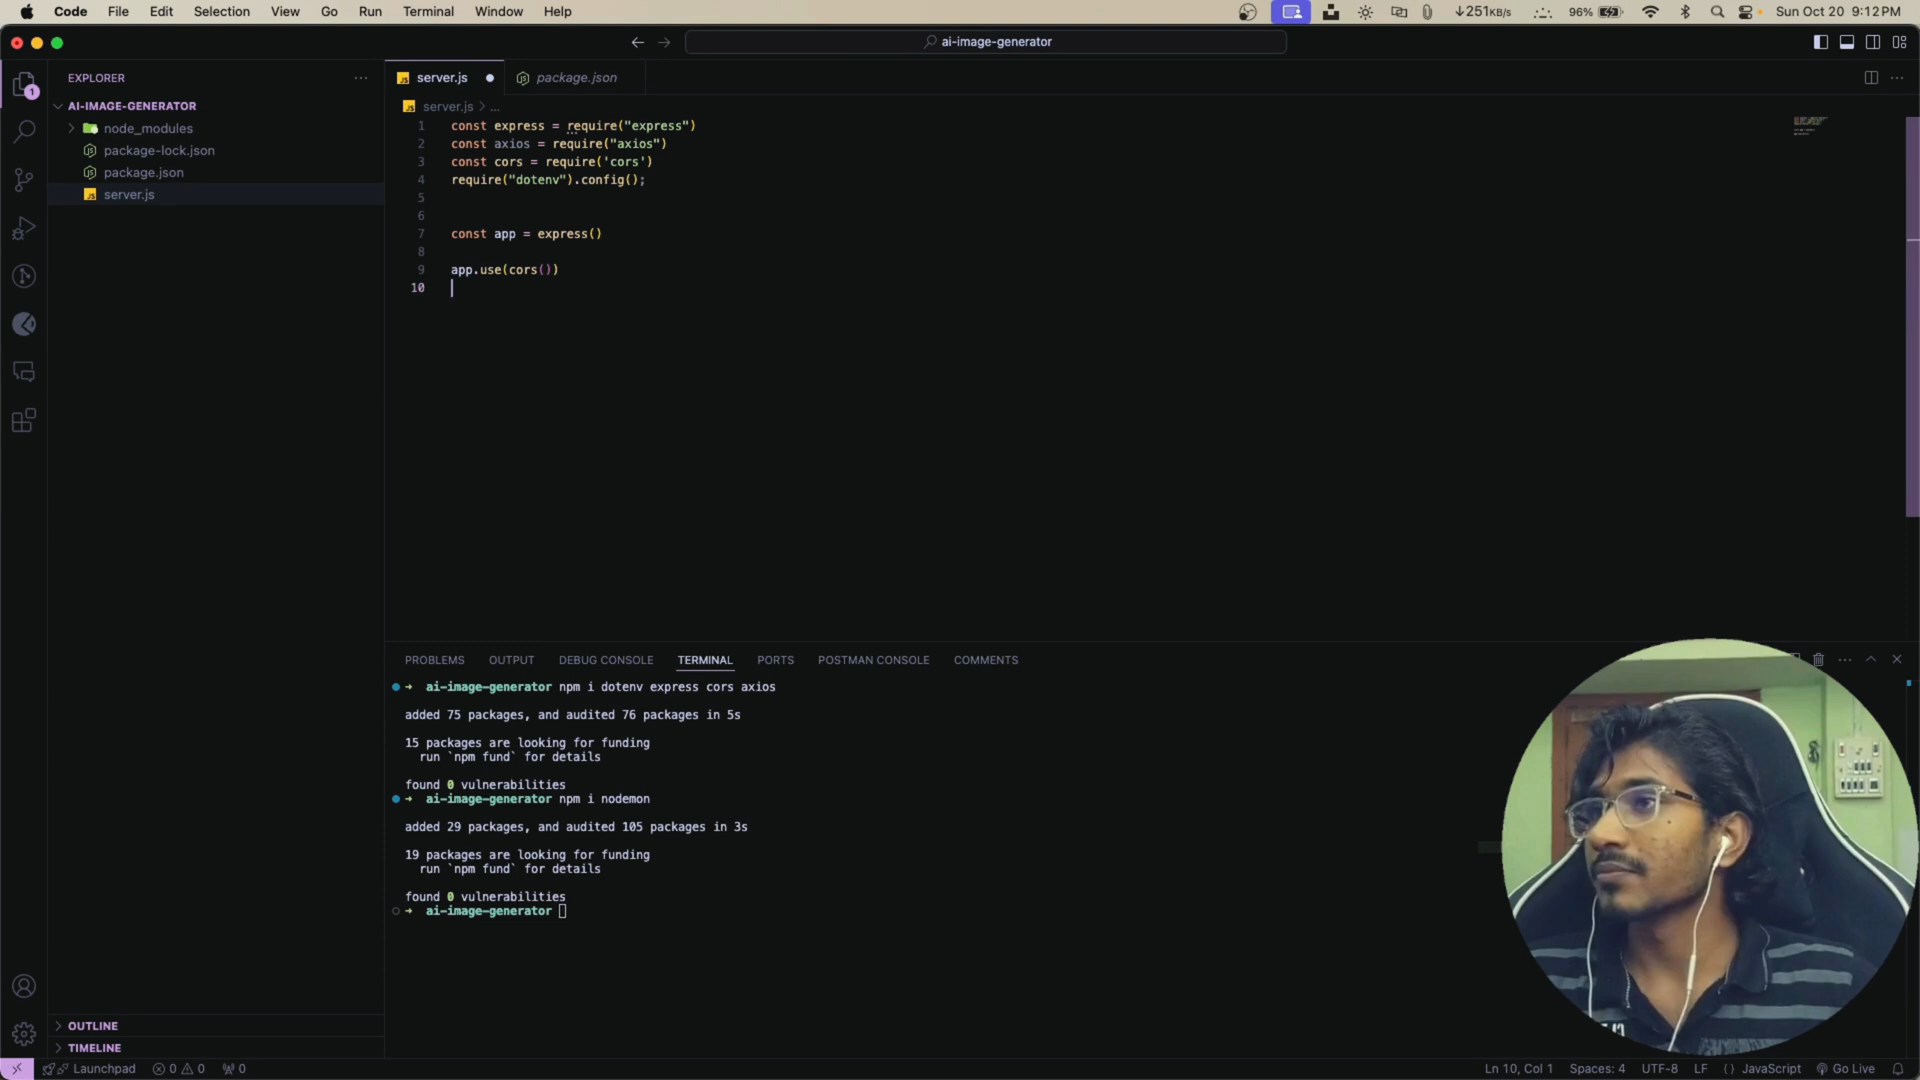 Code File Edit Selection View Go Run Terminal Window Help
251KB/s 96% Sun Oct 20 9:12PM
ai-image-generator
EXPLORER
AI-IMAGE-GENERATOR
node_modules
package-lock.json
package.json
server.js
1
server.js
package.json
server.js > ...
1 const express = require("express")
2 const axios = require("axios")
3 const cors = require('cors')
4 require("dotenv").config();
5
6
7 const app = express()
8
9 app.use(cors())
10
PROBLEMS OUTPUT DEBUG CONSOLE TERMINAL PORTS POSTMAN CONSOLE COMMENTS
➜ ai-image-generator npm i dotenv express cors axios
added 75 packages, and audited 76 packages in 5s
15 packages are looking for funding
run `npm fund` for details
found 0 vulnerabilities
➜ ai-image-generator npm i nodemon
added 29 packages, and audited 105 packages in 3s
19 packages are looking for funding
run `npm fund` for details
found 0 vulnerabilities
➜ ai-image-generator
OUTLINE
TIMELINE
Launchpad 0 0 0
Ln 10, Col 1 Spaces: 4 UTF-8 LF {} JavaScript Go Live